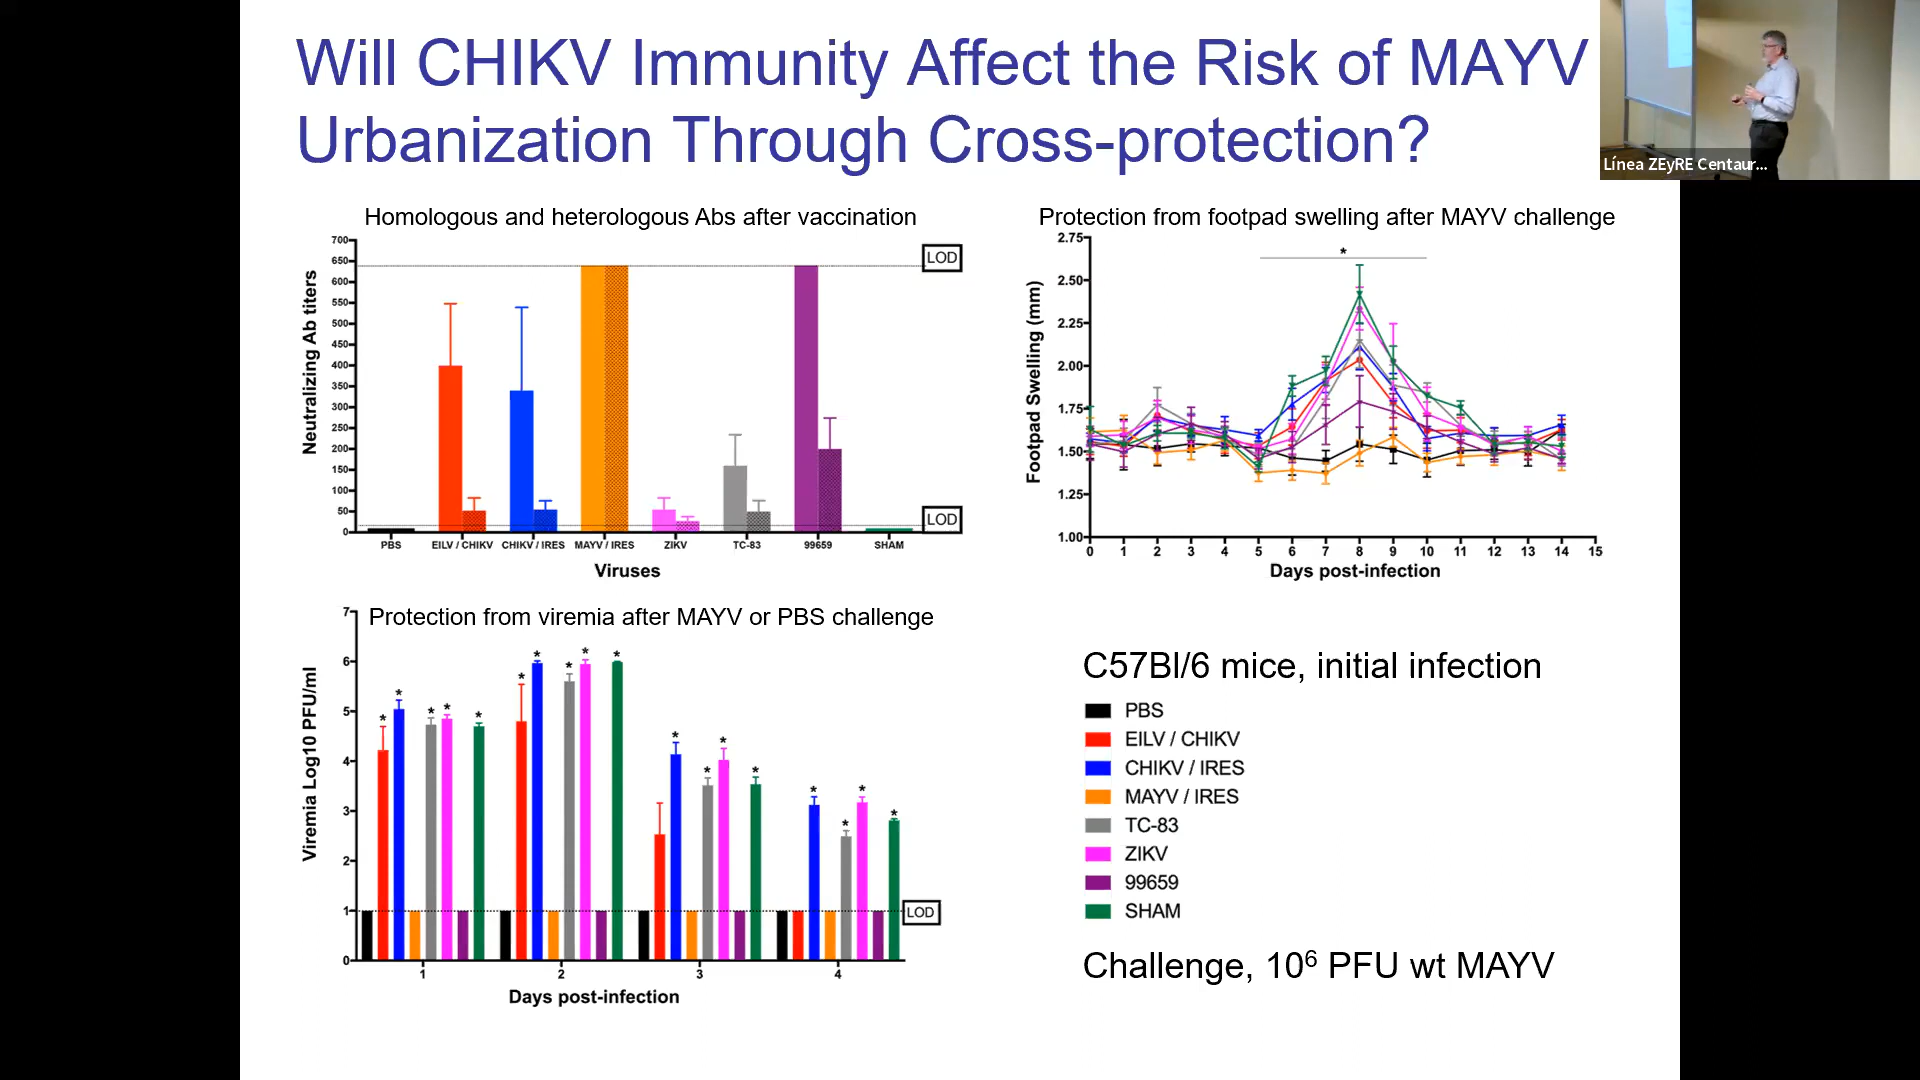 Will CHIKV Immunity Affect the Risk of MAYV
Urbanization Through Cross-protection?
Línea ZEyRE Centaur...
Homologous and heterologous Abs after vaccination
700
650
600
550
500
450
400
350
300
250
200
150
100
50
0
Neutralizing Ab titers
LOD
LOD
PBS
EILV / CHIKV
CHIKV / IRES
MAYV / IRES
ZIKV
TC-83
99659
SHAM
Viruses
Protection from footpad swelling after MAYV challenge
2.75
2.50
2.25
2.00
1.75
1.50
1.25
1.00
Footpad Swelling (mm)
*
0 1 2 3 4 5 6 7 8 9 10 11 12 13 14 15
Days post-infection
Protection from viremia after MAYV or PBS challenge
7
6
5
4
3
2
1
0
Viremia Log10 PFU/ml
* * * * *
* * * * *
* * * *
* * * *
LOD
1 2 3 4
Days post-infection
C57Bl/6 mice, initial infection
PBS
EILV / CHIKV
CHIKV / IRES
MAYV / IRES
TC-83
ZIKV
99659
SHAM
Challenge, 10⁶ PFU wt MAYV